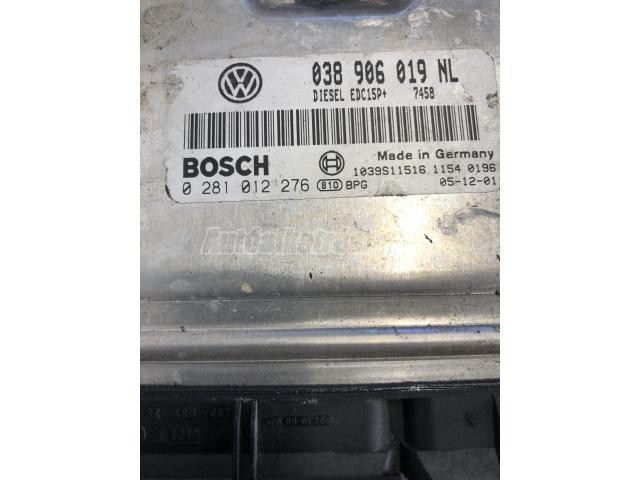 038 906 019 NL
DIESEL EDC15P+ 7458
BOSCH
Made in Germany
1039S11516 1154 0196
0 281 012 276 81D BPG 05-12-01